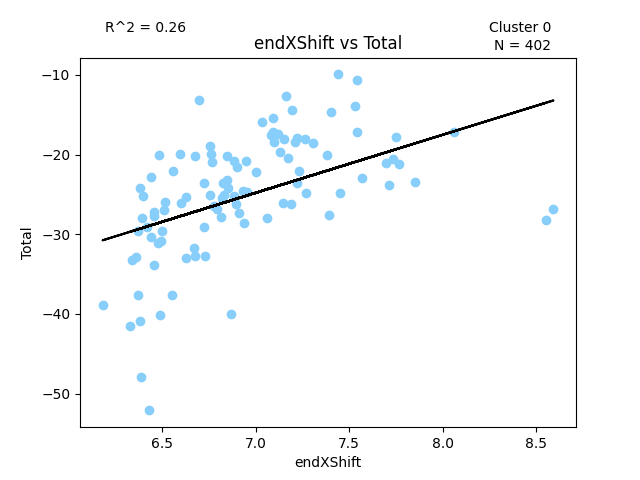 R^2 = 0.26
Cluster 0
N = 402
endXShift vs Total
Total
−10
−20
−30
−40
−50
6.5 7.0 7.5 8.0 8.5
endXShift